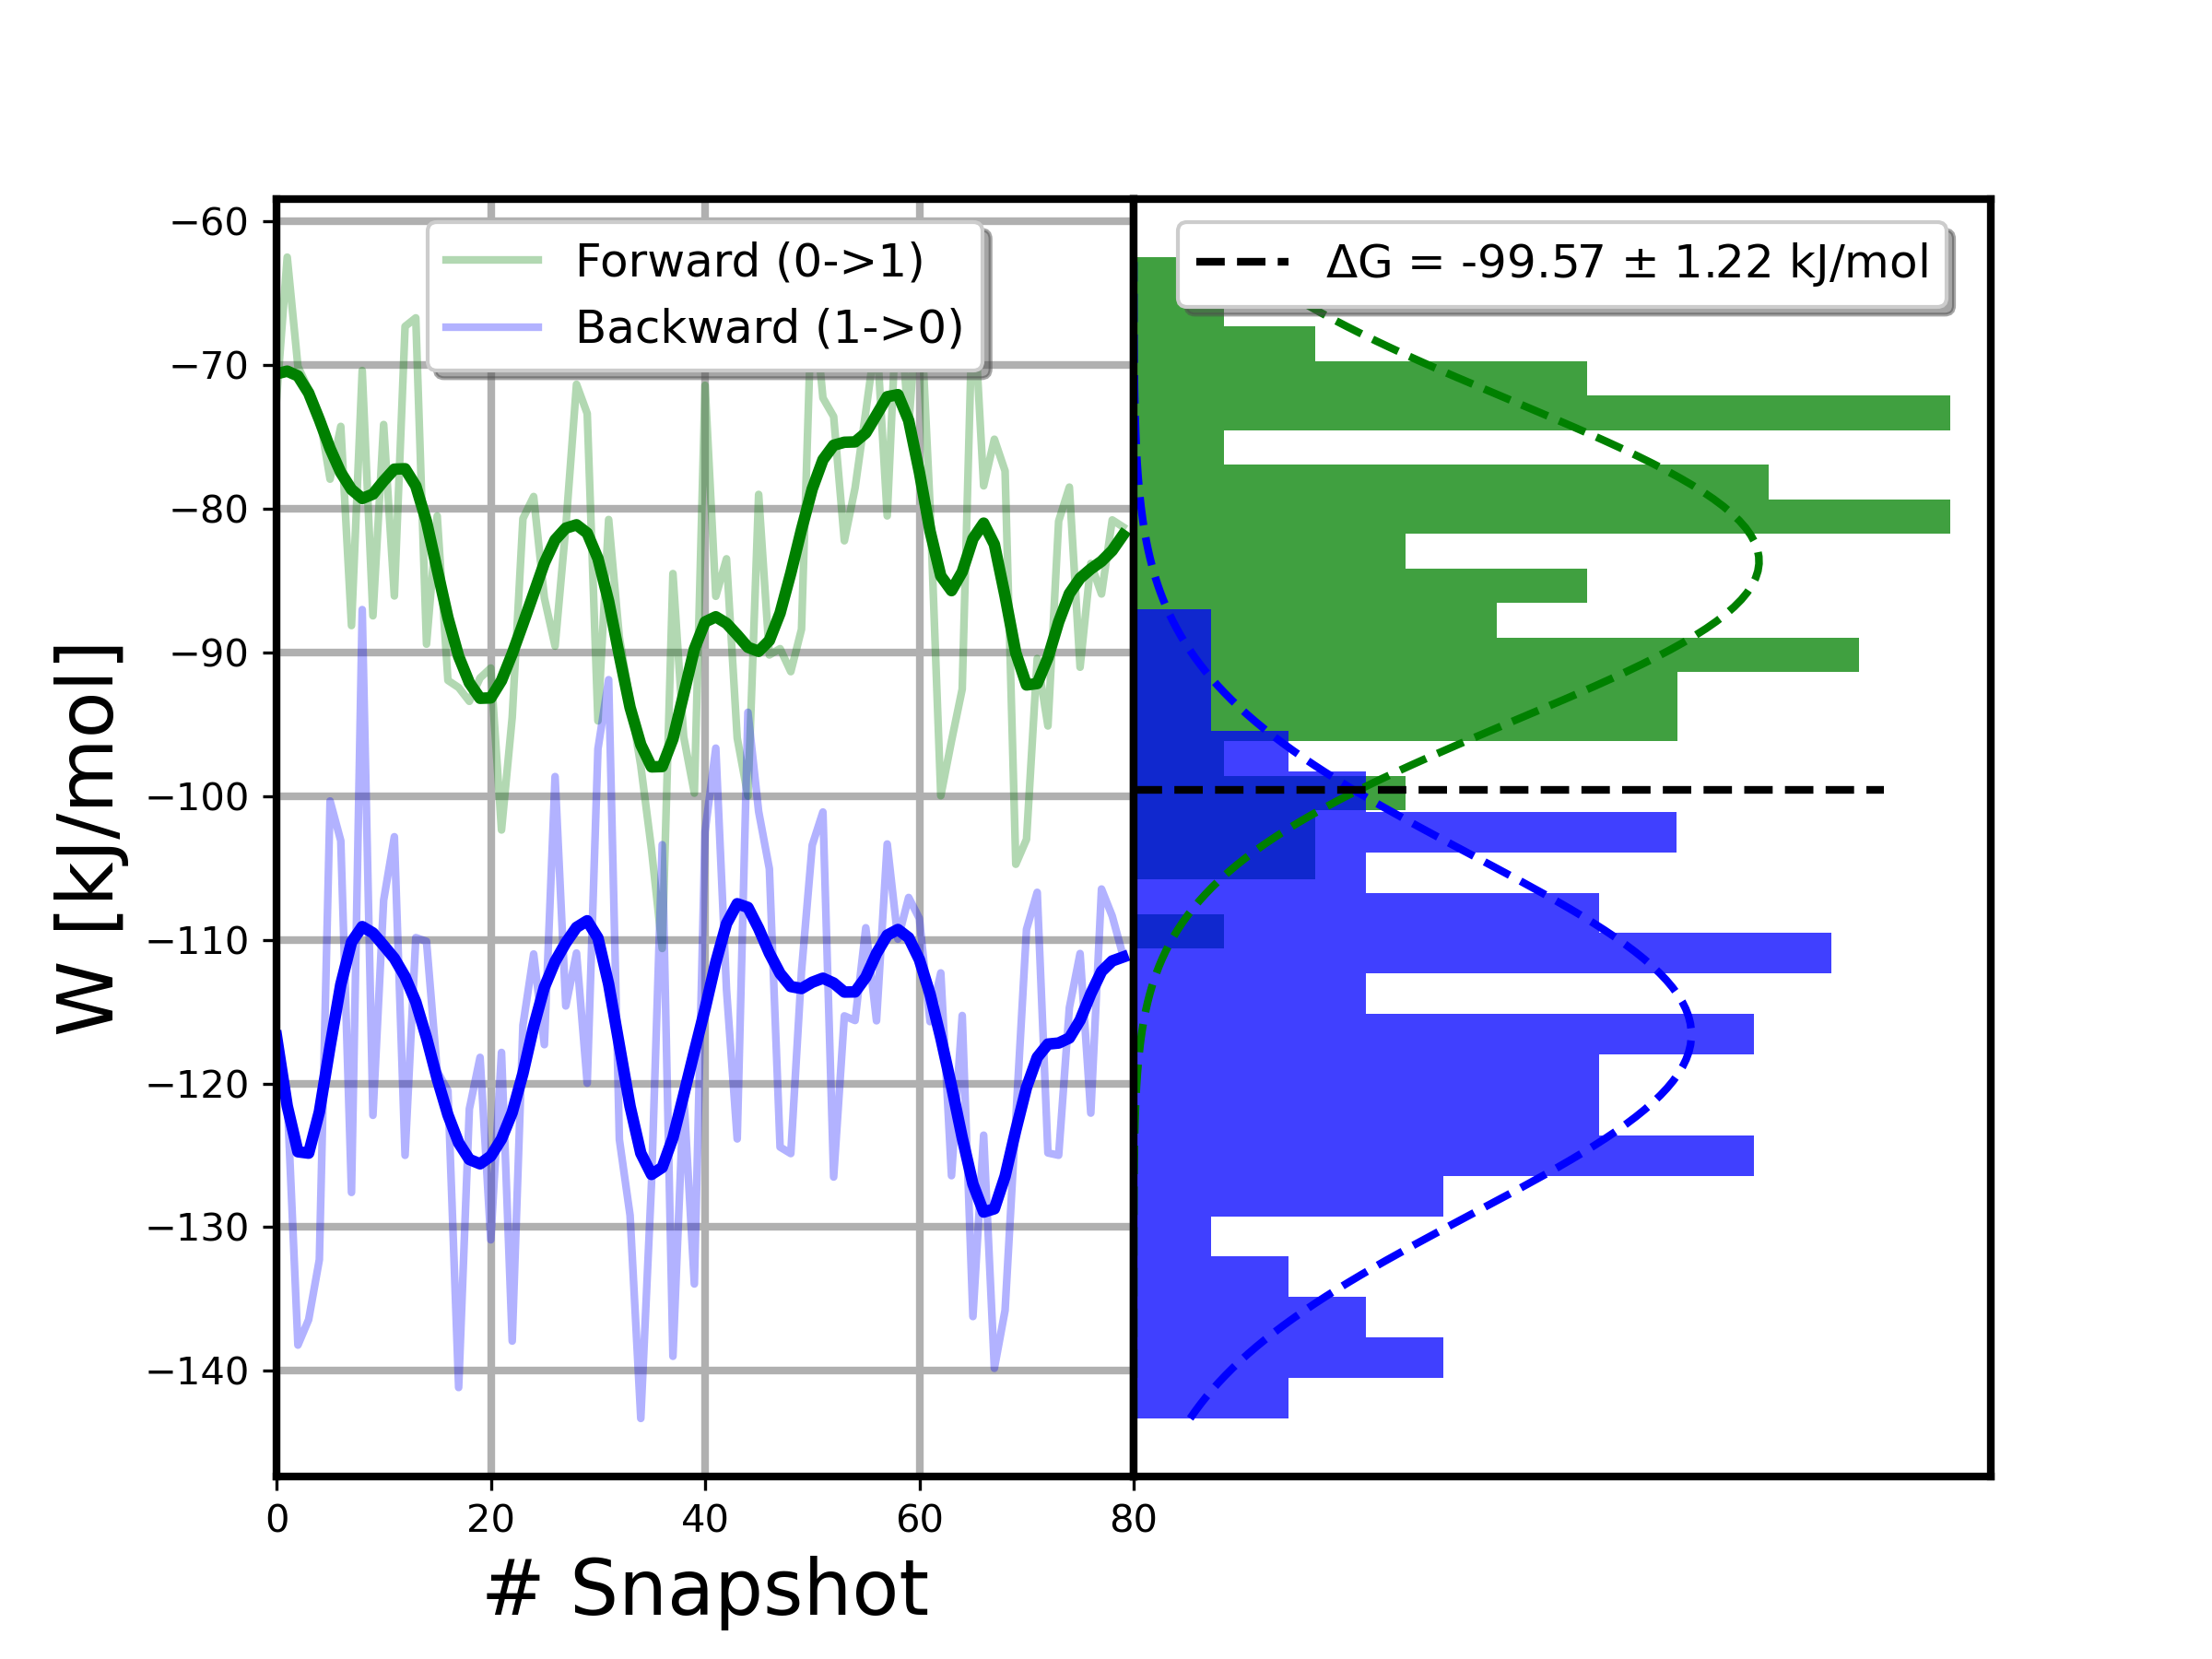 Forward (0->1)
Backward (1->0)
ΔG = -99.57 ± 1.22 kJ/mol
−60
−70
−80
−90
−100
−110
−120
−130
−140
W [kJ/mol]
0
20
40
60
80
# Snapshot